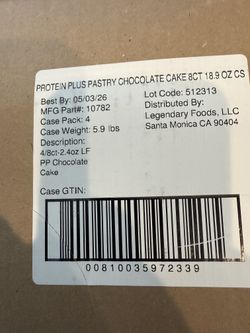 PROTEIN PLUS PASTRY CHOCOLATE CAKE 8CT 18.9 OZ CS
Best By: 05/03/26
MFG Part#: 10782
Case Pack: 4
Case Weight: 5.9 lbs
Description:
4/8ct-2.4oz LF
PP Chocolate
Cake
Lot Code: 512313
Distributed By:
Legendary Foods, LLC
Santa Monica CA 90404
Case GTIN:
00810035972339